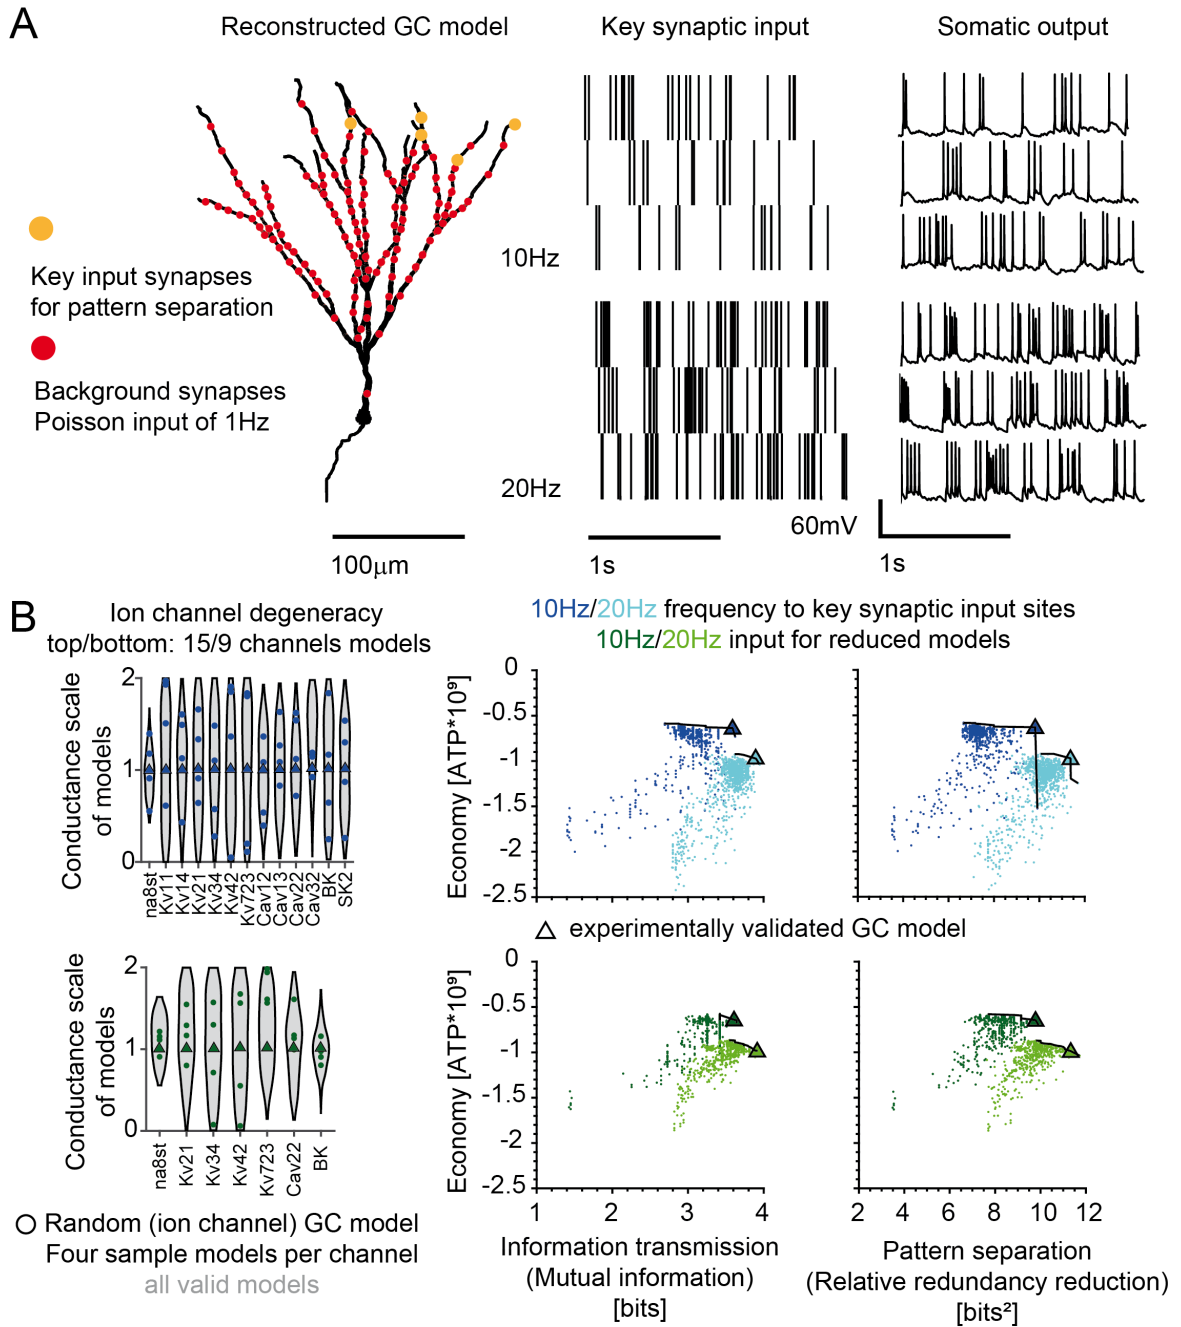 A
Reconstructed GC model
Key synaptic input
Somatic output
Key input synapses
for pattern separation
Background synapses
Poisson input of 1Hz
10Hz
20Hz
100µm
1s
60mV
1s
B
Ion channel degeneracy
top/bottom: 15/9 channels models
10Hz/20Hz frequency to key synaptic input sites
10Hz/20Hz input for reduced models
Conductance scale
of models
2
1
0
na8st
Kv11
Kv14
Kv21
Kv34
Kv42
Kv723
Cav12
Cav13
Cav22
Cav32
BK
SK2
Economy [ATP*10⁹]
0
-0.5
-1
-1.5
-2
-2.5
experimentally validated GC model
Conductance scale
of models
2
1
0
na8st
Kv21
Kv34
Kv42
Kv723
Cav22
BK
Economy [ATP*10⁹]
0
-0.5
-1
-1.5
-2
-2.5
1 2 3 4
2 4 6 8 10 12
Random (ion channel) GC model
Four sample models per channel
all valid models
Information transmission
(Mutual information)
[bits]
Pattern separation
(Relative redundancy reduction)
[bits²]